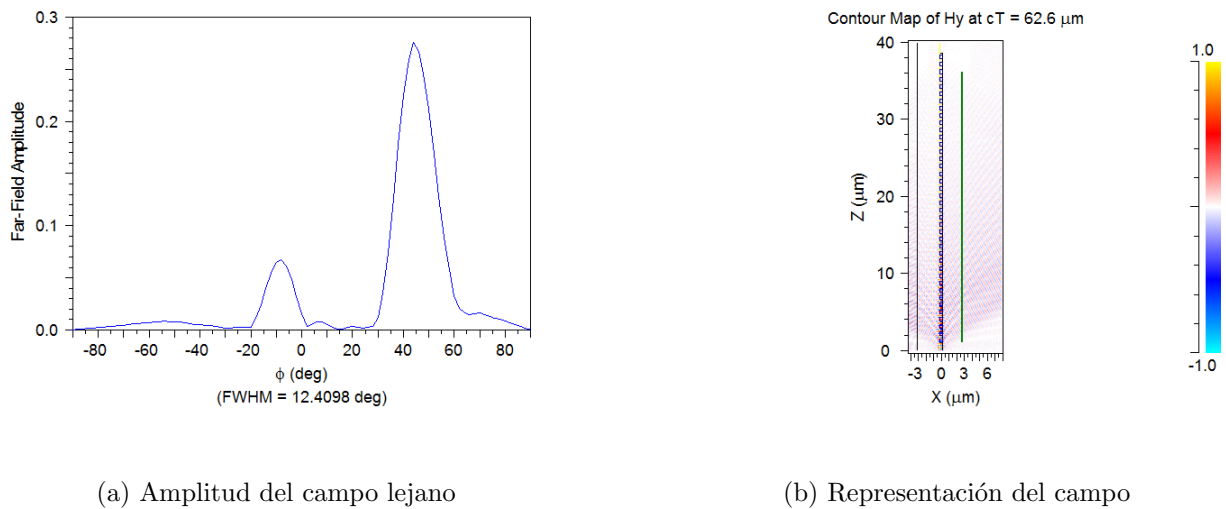 0.3
0.2
0.1
0.0
Far-Field Amplitude
-80 -60 -40 -20 0 20 40 60 80
ϕ (deg)
(FWHM = 12.4098 deg)
Contour Map of Hy at cT = 62.6 μm
40
30
20
10
0
Z (μm)
-3 0 3 6
X (μm)
1.0
-1.0
(a) Amplitud del campo lejano
(b) Representación del campo